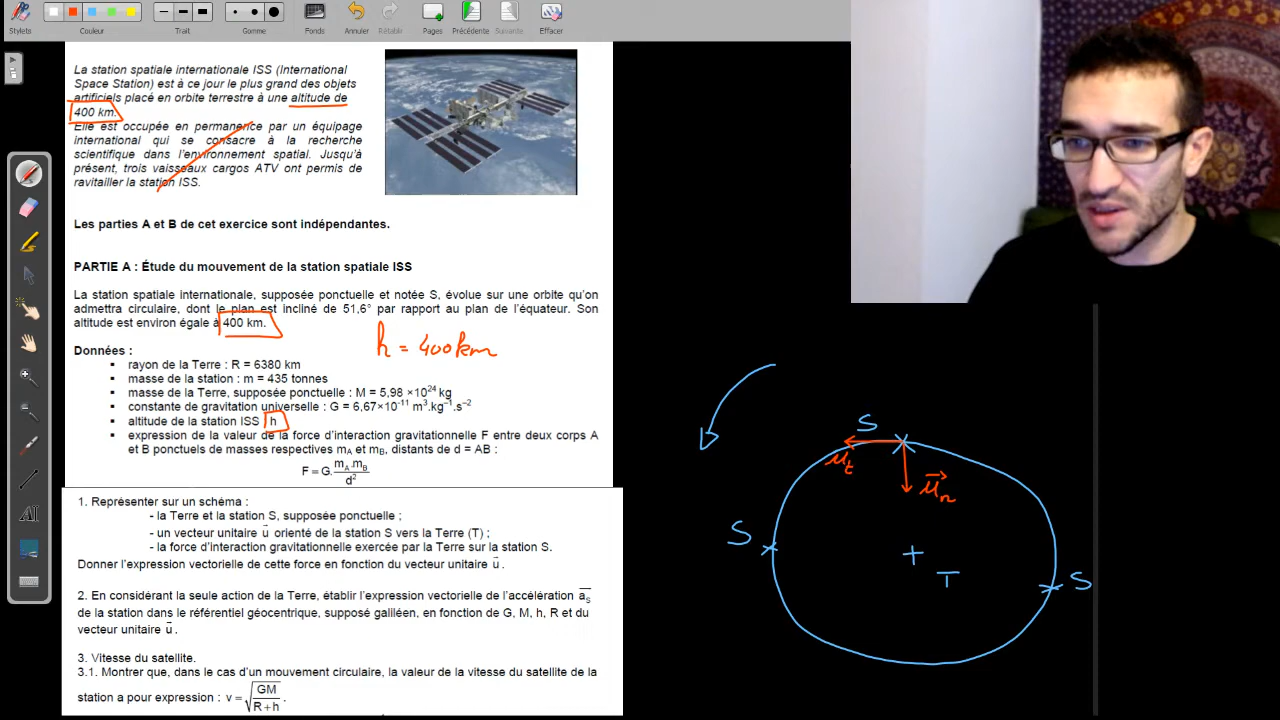 Stylets
Couleur
Trait
Gomme
Fonds
Annuler
Rétablir
Pages
Précédente
Suivante
Effacer
La station spatiale internationale ISS (International
Space Station) est à ce jour le plus grand des objets
artificiels placé en orbite terrestre à une altitude de
400 km.
Elle est occupée en permanence par un équipage
international qui se consacre à la recherche
scientifique dans l'environnement spatial. Jusqu'à
présent, trois vaisseaux cargos ATV ont permis de
ravitailler la station ISS.
Les parties A et B de cet exercice sont indépendantes.
PARTIE A : Étude du mouvement de la station spatiale ISS
La station spatiale internationale, supposée ponctuelle et notée S, évolue sur une orbite qu'on
admettra circulaire, dont le plan est incliné de 51,6° par rapport au plan de l'équateur. Son
altitude est environ égale à 400 km.
h = 400 km
Données :
▪ rayon de la Terre : R = 6380 km
▪ masse de la station : m = 435 tonnes
▪ masse de la Terre, supposée ponctuelle : M = 5,98 ×10²⁴ kg
▪ constante de gravitation universelle : G = 6,67×10⁻¹¹ m³.kg⁻¹.s⁻²
▪ altitude de la station ISS h
▪ expression de la valeur de la force d'interaction gravitationnelle F entre deux corps A
et B ponctuels de masses respectives mA et mB, distants de d = AB :
F = G. mA.mB / d²
1. Représenter sur un schéma :
- la Terre et la station S, supposée ponctuelle ;
- un vecteur unitaire u⃗ orienté de la station S vers la Terre (T) ;
- la force d'interaction gravitationnelle exercée par la Terre sur la station S.
Donner l'expression vectorielle de cette force en fonction du vecteur unitaire u⃗ .
2. En considérant la seule action de la Terre, établir l'expression vectorielle de l'accélération a⃗S
de la station dans le référentiel géocentrique, supposé galiléen, en fonction de G, M, h, R et du
vecteur unitaire u⃗ .
3. Vitesse du satellite.
3.1. Montrer que, dans le cas d'un mouvement circulaire, la valeur de la vitesse du satellite de la
station a pour expression : v = √(GM / R+h) .
S
u⃗t
u⃗n
S
T
S